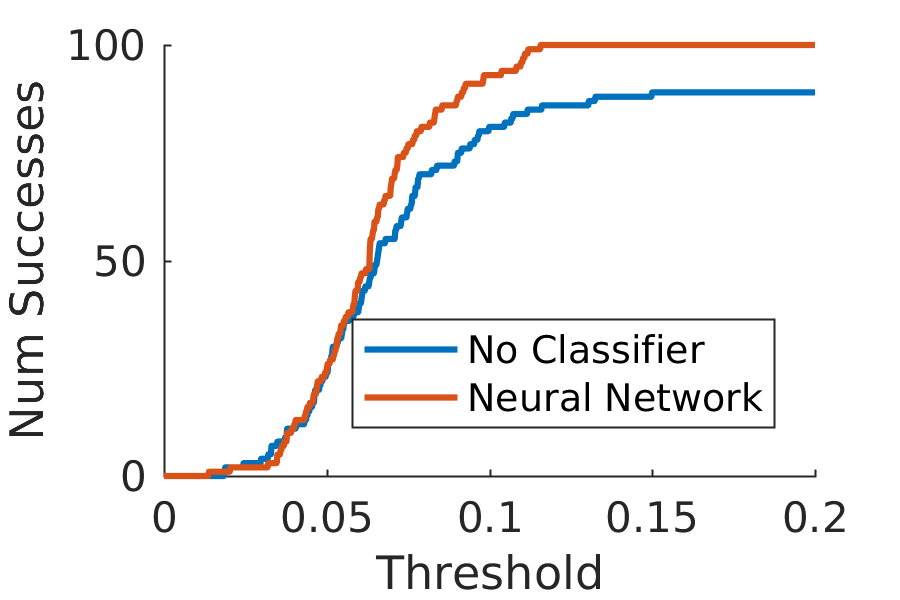 100
50
0
Num Successes
No Classifier
Neural Network
0 0.05 0.1 0.15 0.2
Threshold